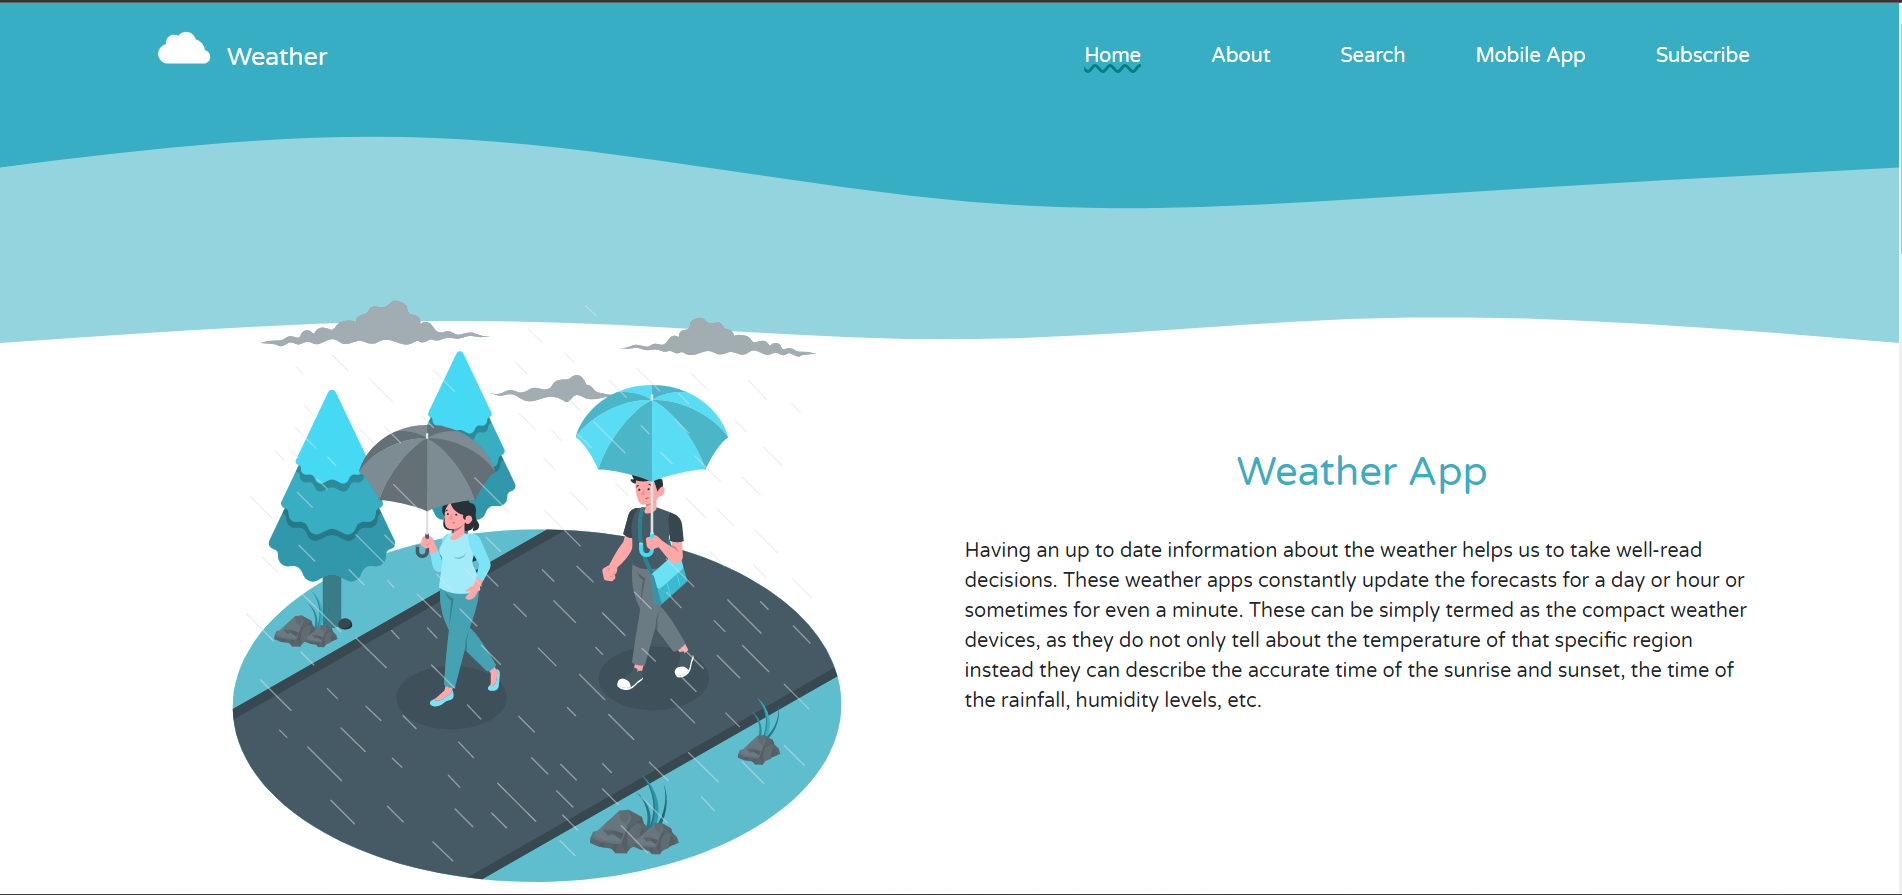 Weather
Home About Search Mobile App Subscribe
Weather App
Having an up to date information about the weather helps us to take well-read
decisions. These weather apps constantly update the forecasts for a day or hour or
sometimes for even a minute. These can be simply termed as the compact weather
devices, as they do not only tell about the temperature of that specific region
instead they can describe the accurate time of the sunrise and sunset, the time of
the rainfall, humidity levels, etc.